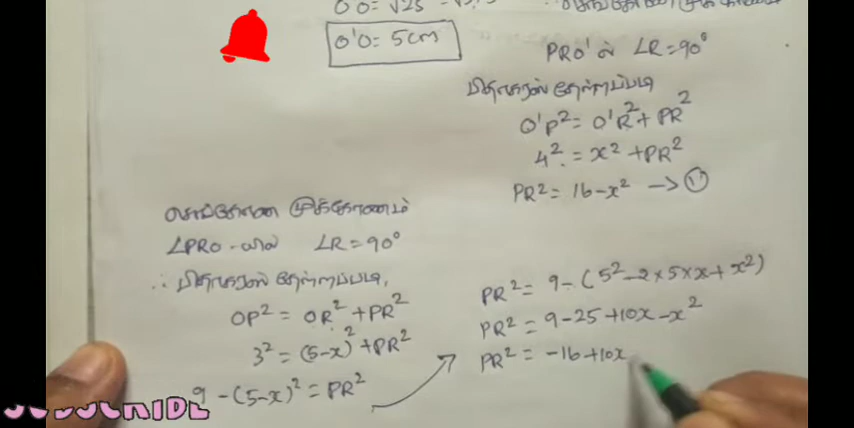 O'O = √25
O'O = 5cm
PRO' ல் ∠R = 90°
பிதாகரஸ் தேற்றப்படி
O'P² = O'R² + PR²
4² = x² + PR²
PR² = 16 - x² → ①
செங்கோண முக்கோணம்
∠PRO - யில் ∠R = 90°
∴ பிதாகரஸ் தேற்றப்படி,
OP² = OR² + PR²
3² = (5-x)² + PR²
9 - (5-x)² = PR²
PR² = 9 - (5² - 2×5×x + x²)
PR² = 9 - 25 + 10x - x²
PR² = -16 + 10x
SUBSCRIBE